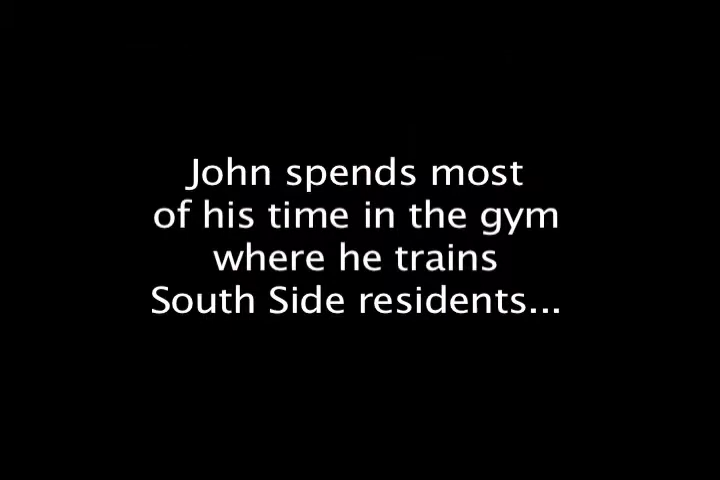 John spends most
of his time in the gym
where he trains
South Side residents...